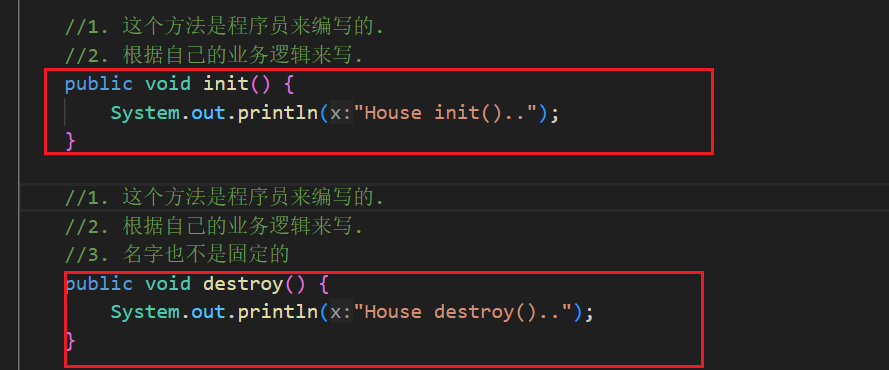 //1. 这个方法是程序员来编写的.
//2. 根据自己的业务逻辑来写.
public void init() {
System.out.println(x:"House init()..");
}
//1. 这个方法是程序员来编写的.
//2. 根据自己的业务逻辑来写.
//3. 名字也不是固定的
public void destroy() {
System.out.println(x:"House destroy()..");
}